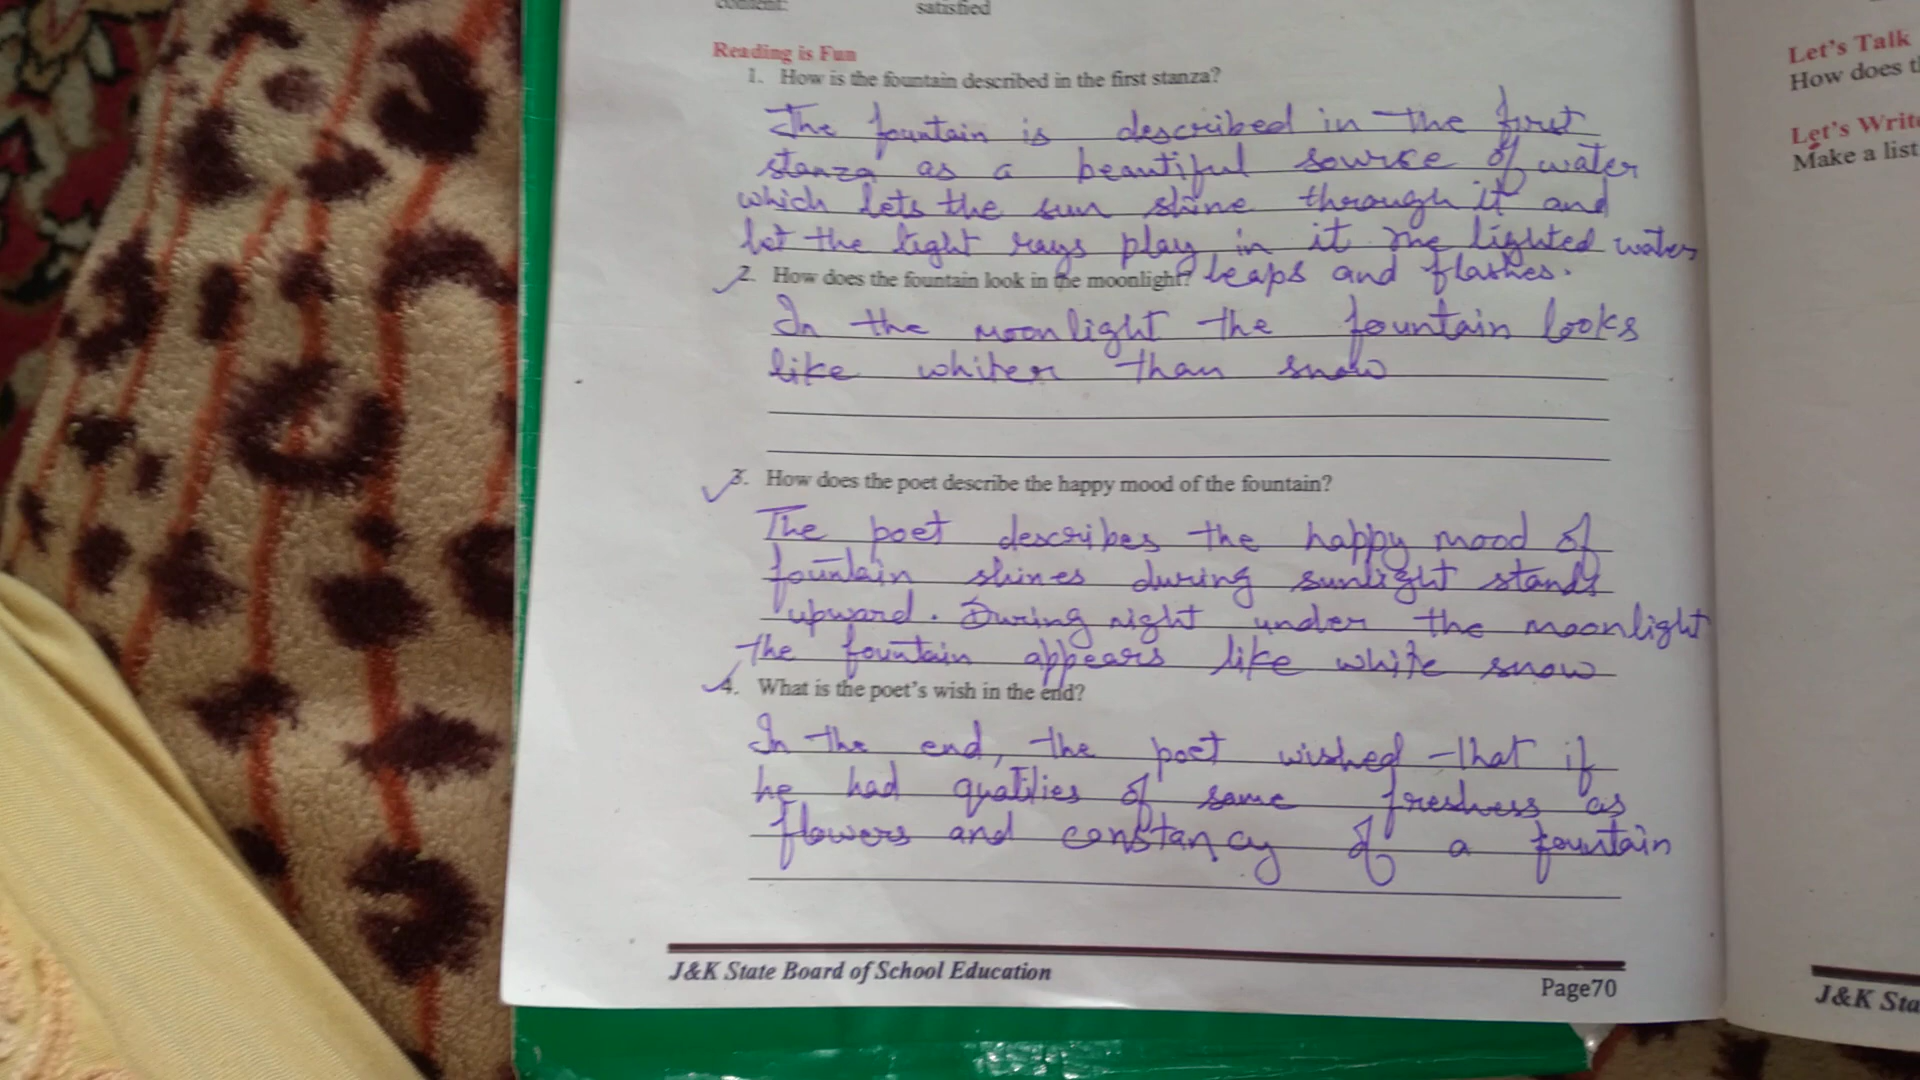 content: satisfied
Reading is Fun
1. How is the fountain described in the first stanza?
The fountain is described in the first
stanza as a beautiful source of water
which lets the sun shine through it and
let the light rays play in it the lighted water
leaps and flashes.
2. How does the fountain look in the moonlight?
In the moonlight the fountain looks
like whiter than snow
3. How does the poet describe the happy mood of the fountain?
The poet describes the happy mood of
fountain shines during sunlight stands
upward. During night under the moonlight
the fountain appears like white snow
4. What is the poet's wish in the end?
In the end, the poet wished that if
he had qualities of same freshness as
flowers and constancy of a fountain
J&K State Board of School Education
Page70
Let's Talk
How does
Let's Write
Make a list
J&K Sta